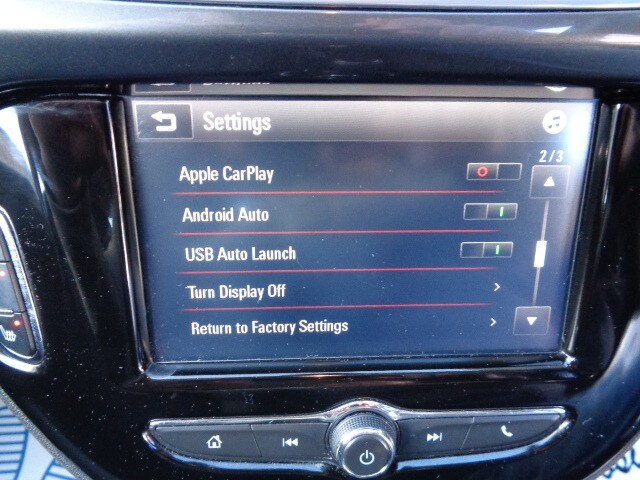 Settings
2/3
Apple CarPlay
Android Auto
USB Auto Launch
Turn Display Off
Return to Factory Settings